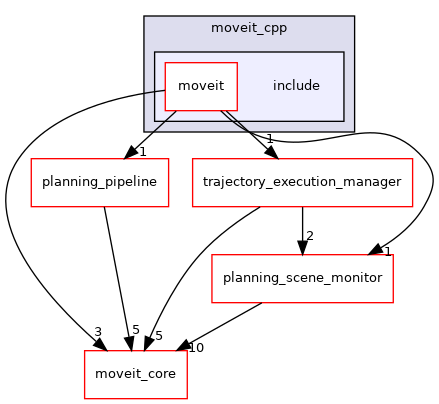 moveit_cpp
moveit
include
1
1
planning_pipeline
trajectory_execution_manager
2
1
planning_scene_monitor
3
5
5
10
moveit_core